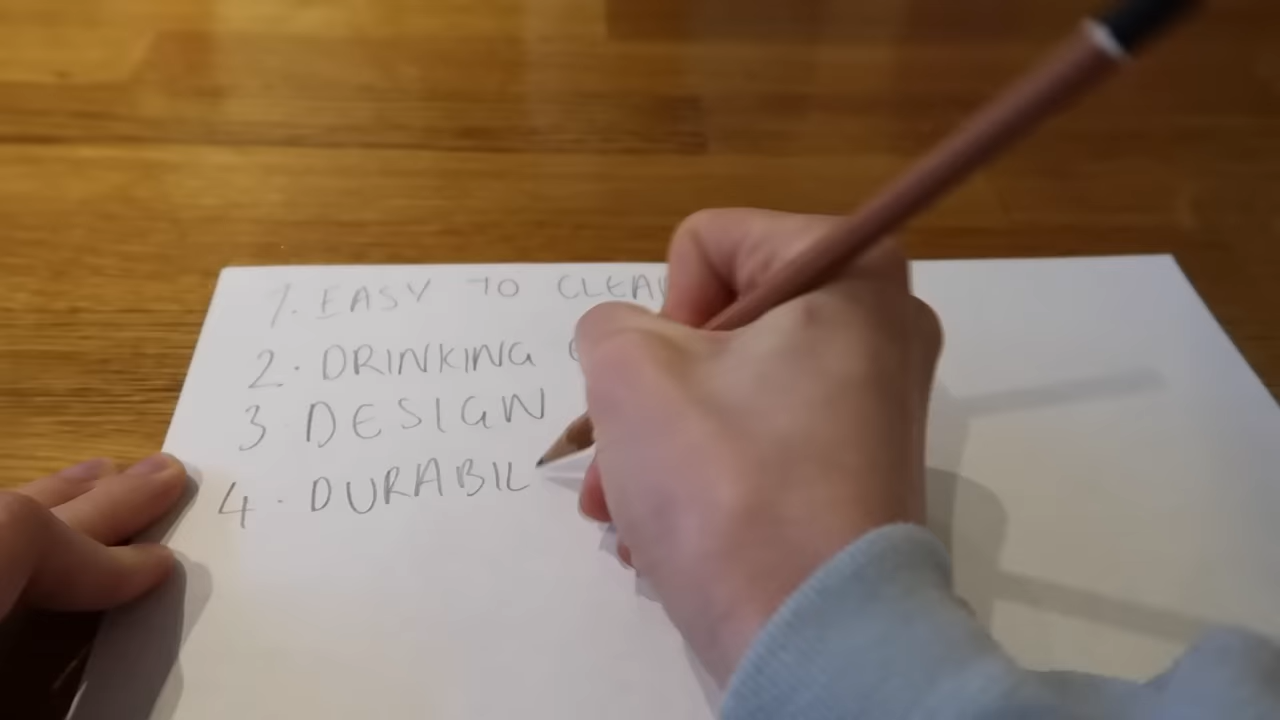 1. EASY TO CLEA
2. DRINKING
3 DESIGN
4. DURABIL